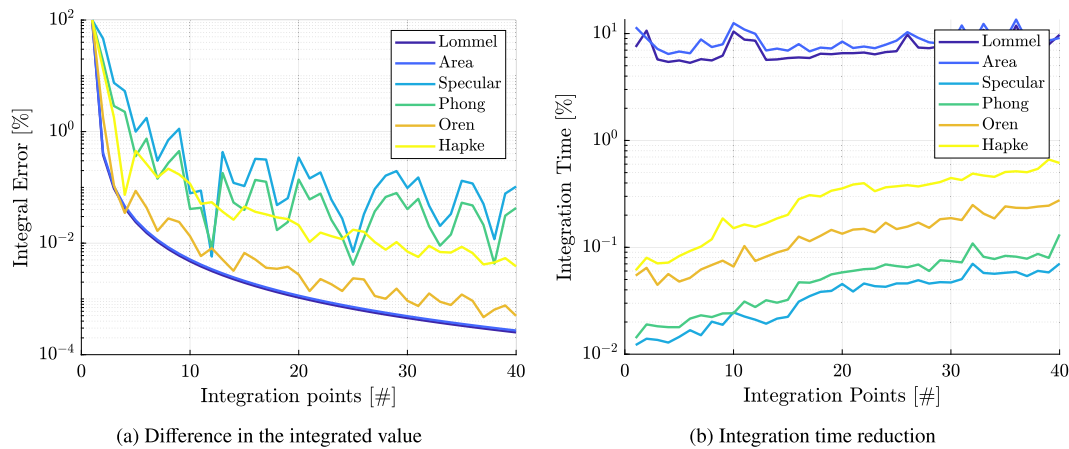 10^2
10^0
10^−2
10^−4
Integral Error [%]
0
10
20
30
40
Integration points [#]
Lommel
Area
Specular
Phong
Oren
Hapke
(a) Difference in the integrated value
10^1
10^0
10^−1
10^−2
Integration Time [%]
0
10
20
30
40
Integration Points [#]
Lommel
Area
Specular
Phong
Oren
Hapke
(b) Integration time reduction